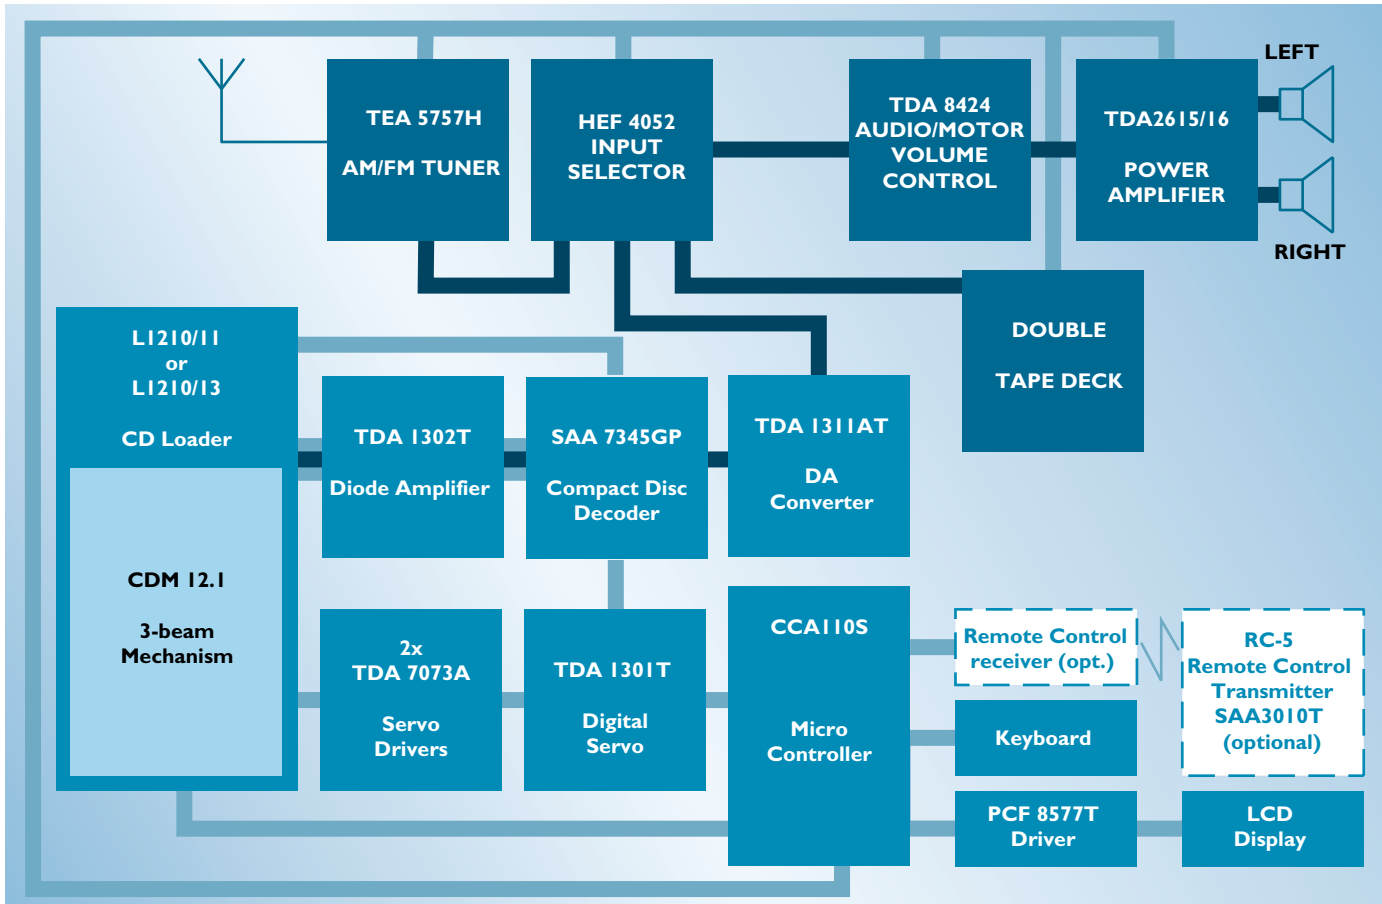 TEA 5757H
AM/FM TUNER
HEF 4052
INPUT
SELECTOR
TDA 8424
AUDIO/MOTOR
VOLUME
CONTROL
TDA2615/16
POWER
AMPLIFIER
LEFT
RIGHT
DOUBLE
TAPE DECK
L1210/11
or
L1210/13
CD Loader
CDM 12.1
3-beam
Mechanism
TDA 1302T
Diode Amplifier
SAA 7345GP
Compact Disc
Decoder
TDA 1311AT
DA
Converter
2x
TDA 7073A
Servo
Drivers
TDA 1301T
Digital
Servo
CCA110S
Micro
Controller
Remote Control
receiver (opt.)
RC-5
Remote Control
Transmitter
SAA3010T
(optional)
Keyboard
PCF 8577T
Driver
LCD
Display